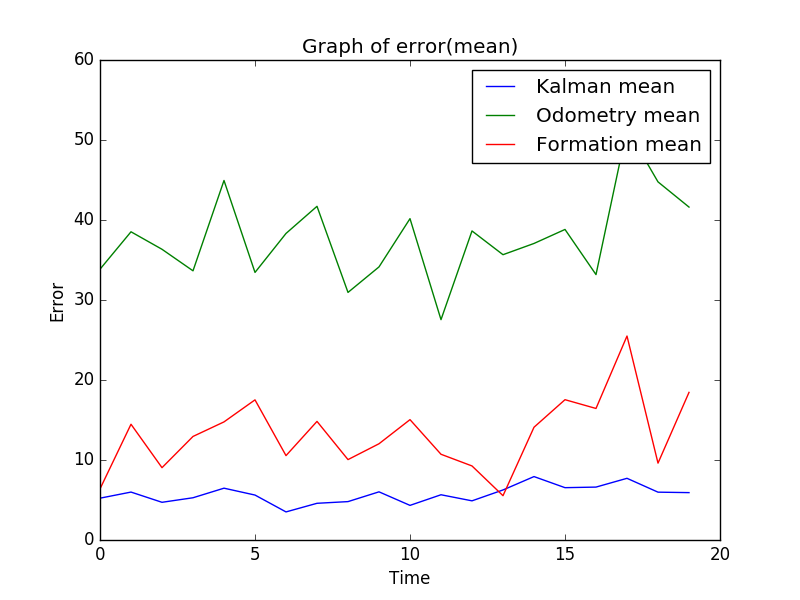 Graph of error(mean)
Kalman mean
Odometry mean
Formation mean
60
50
40
30
20
10
0
Error
0 5 10 15 20
Time